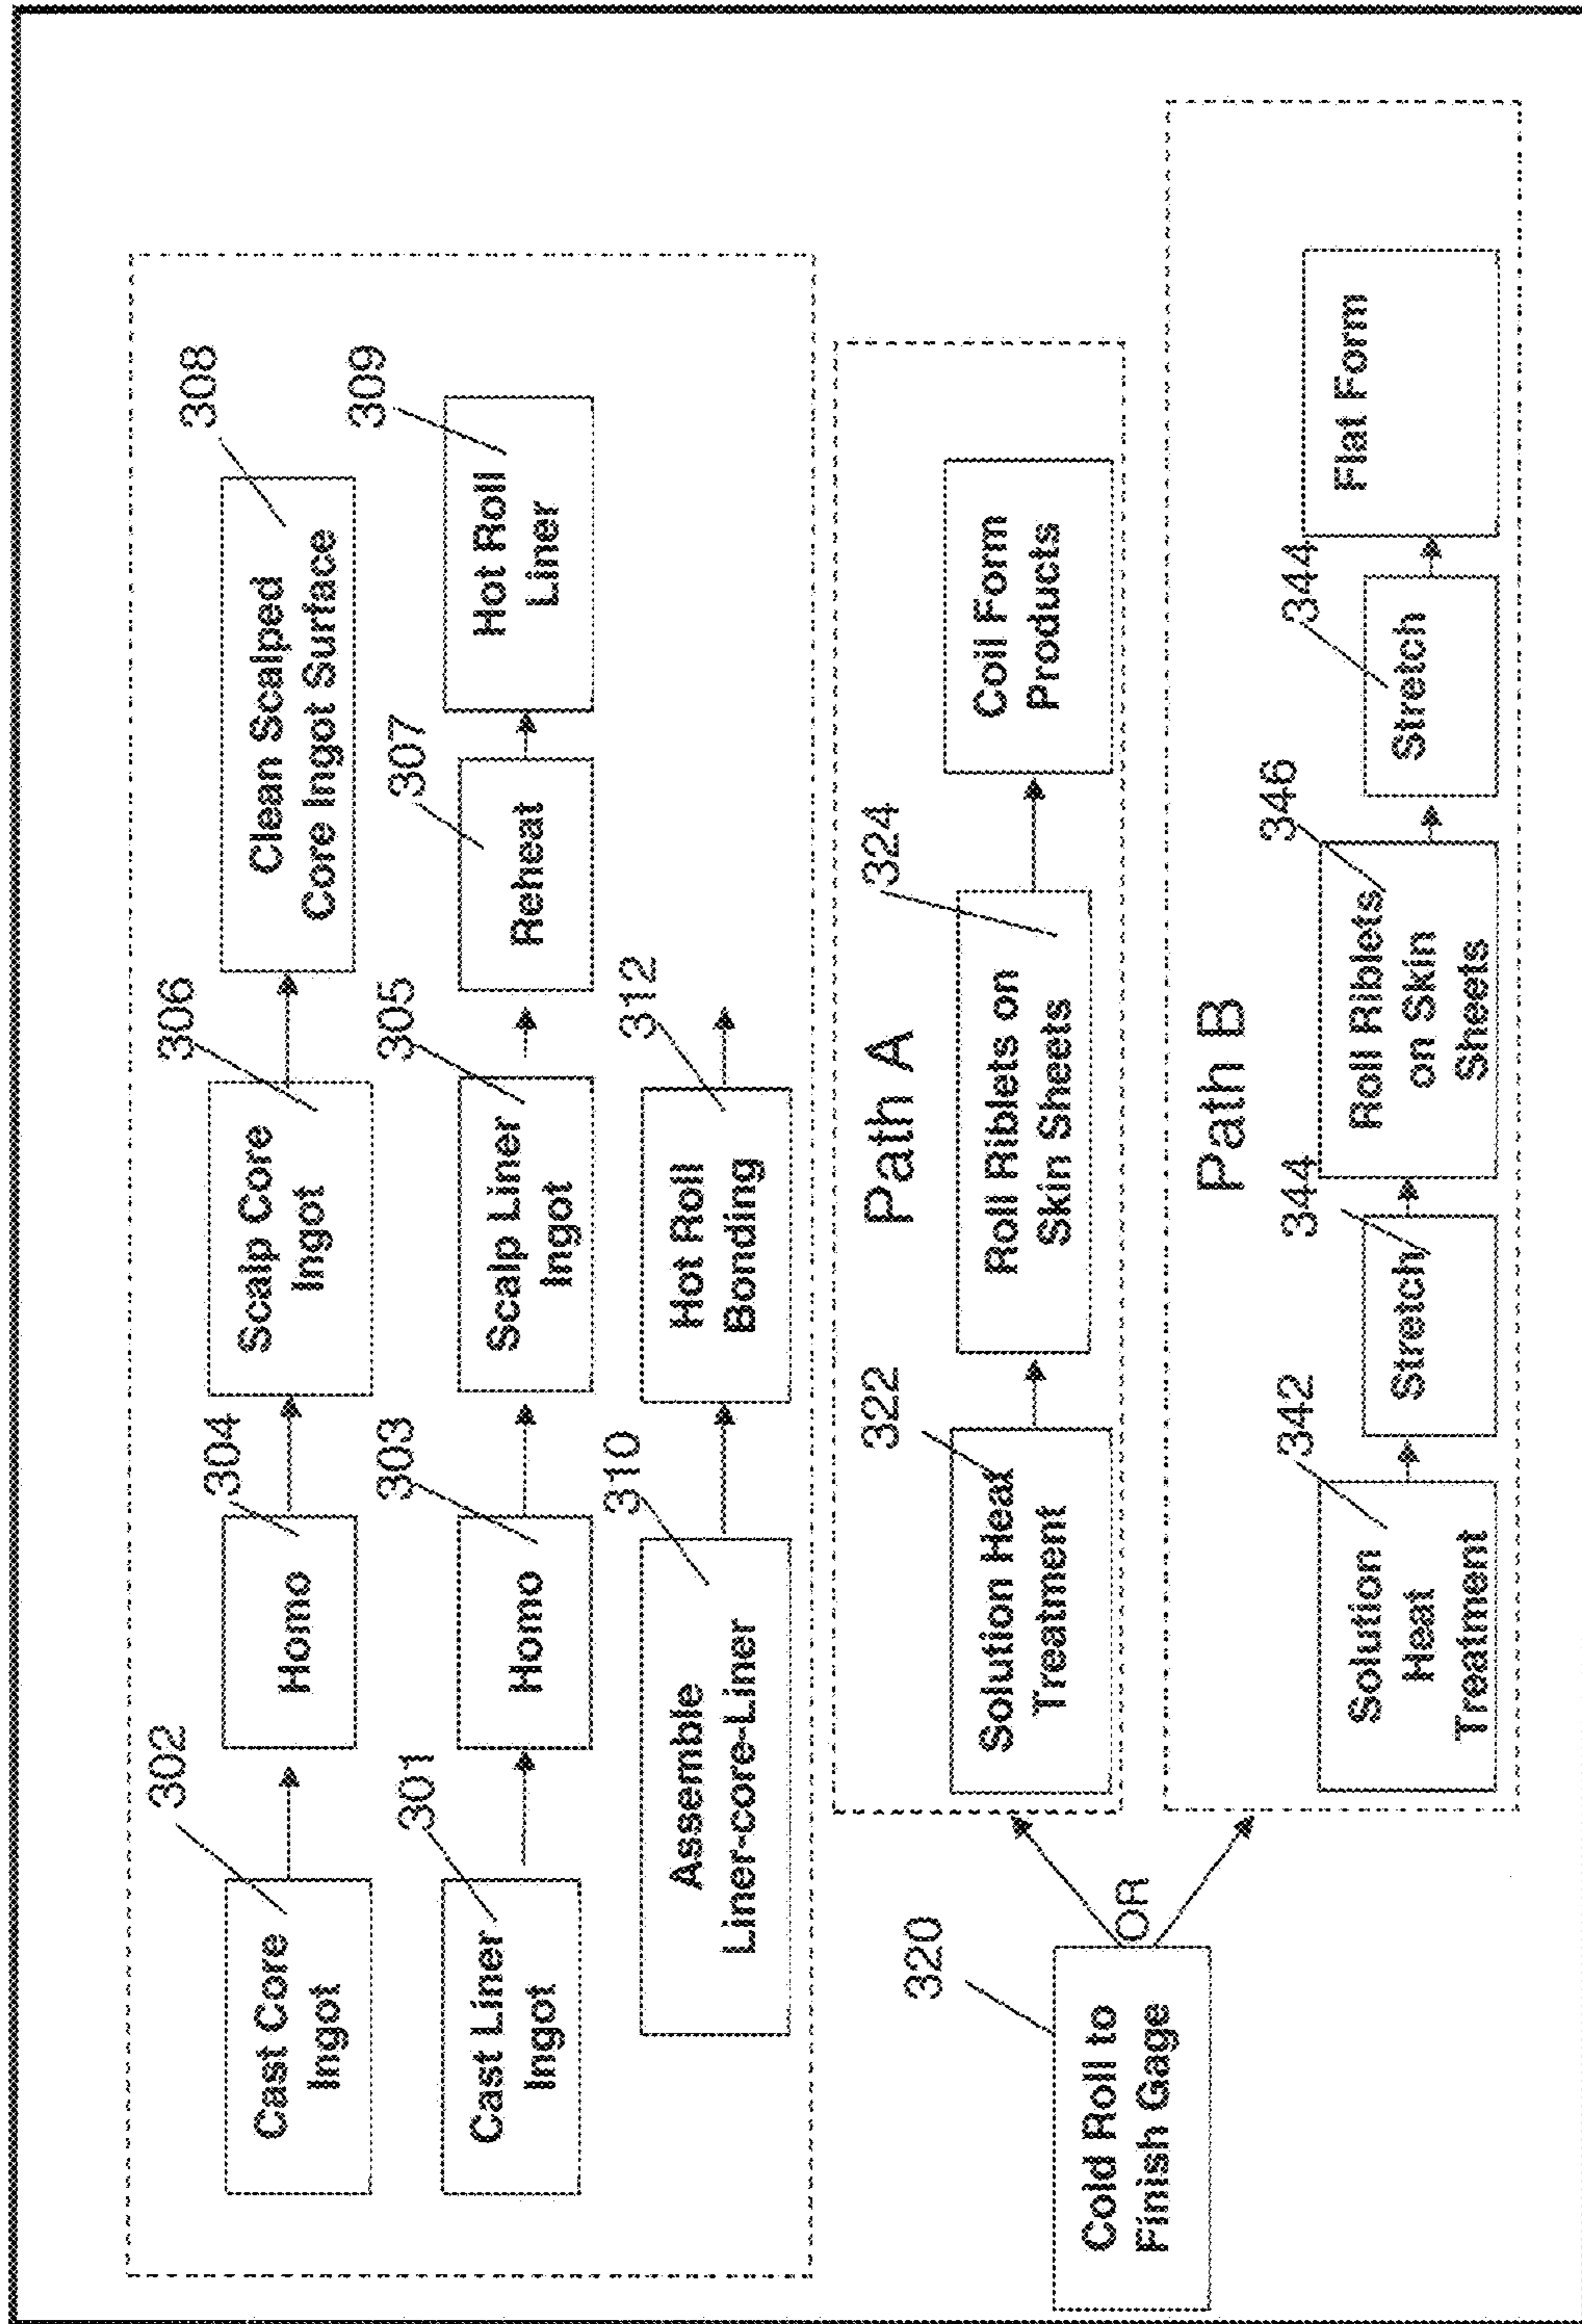 302
Cast Core
Ingot
304
Homo
306
Scalp Core
Ingot
308
Clean Scalped
Core Ingot Surface
301
Cast Liner
Ingot
303
Homo
305
Scalp Liner
Ingot
307
Reheat
309
Hot Roll
Liner
310
Assemble
Liner-core-Liner
312
Hot Roll
Bonding
320
Cold Roll to
Finish Gage
OR
Path A
322
Solution Heat
Treatment
324
Roll Riblets on
Skin Sheets
Coil Form
Products
Path B
342
Solution
Heat
Treatment
344
Stretch
346
Roll Riblets
on Skin
Sheets
344
Stretch
Flat Form